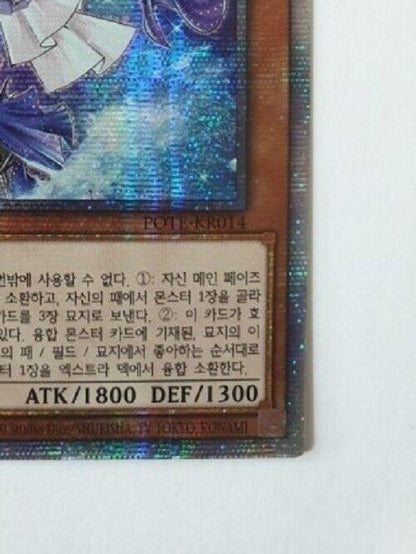 POTE-KR014
번밖에 사용할 수 없다. ①: 자신 메인 페이즈
소환하고, 자신의 패에서 몬스터 1장을 골라
카드를 3장 묘지로 보낸다. ②: 이 카드가 효
있다. 융합 몬스터 카드에 기재된, 묘지의 이
의 패 / 필드 / 묘지에서 좋아하는 순서대로
터 1장을 엑스트라 덱에서 융합 소환한다.
ATK/1800 DEF/1300
Studio Dice/SHUEISHA, TV TOKYO, KONAMI